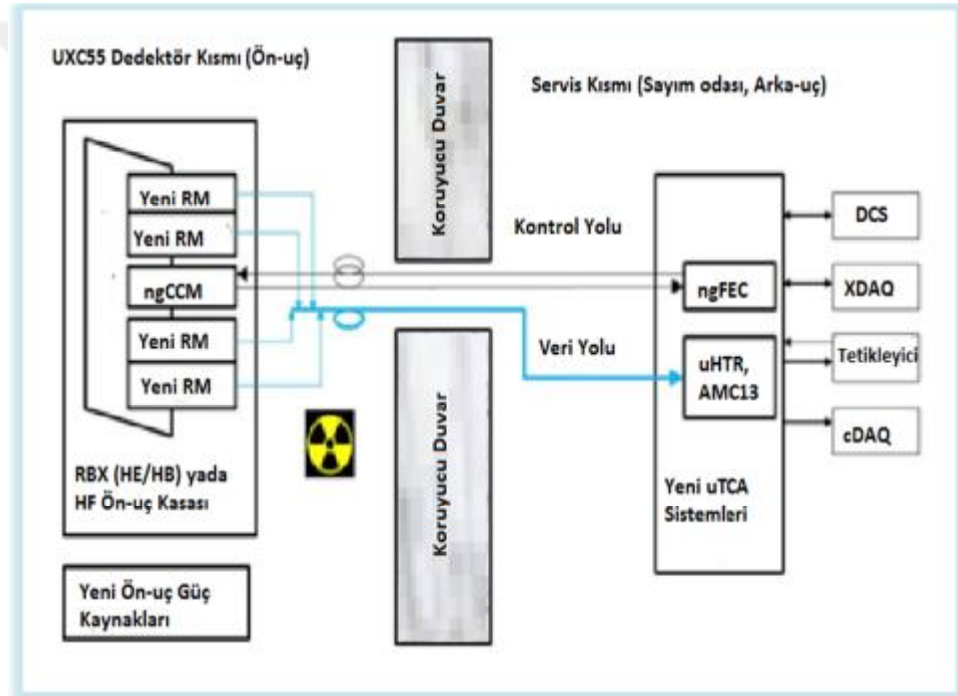 UXC55 Dedektör Kısmı (Ön-uç)
Servis Kısmı (Sayım odası, Arka-uç)
Koruyucu Duvar
Yeni RM
Yeni RM
ngCCM
Yeni RM
Yeni RM
RBX (HE/HB) yada
HF Ön-uç Kasası
Yeni Ön-uç Güç
Kaynakları
Kontrol Yolu
Veri Yolu
Koruyucu Duvar
ngFEC
uHTR,
AMC13
Yeni uTCA
Sistemleri
DCS
XDAQ
Tetikleyici
cDAQ